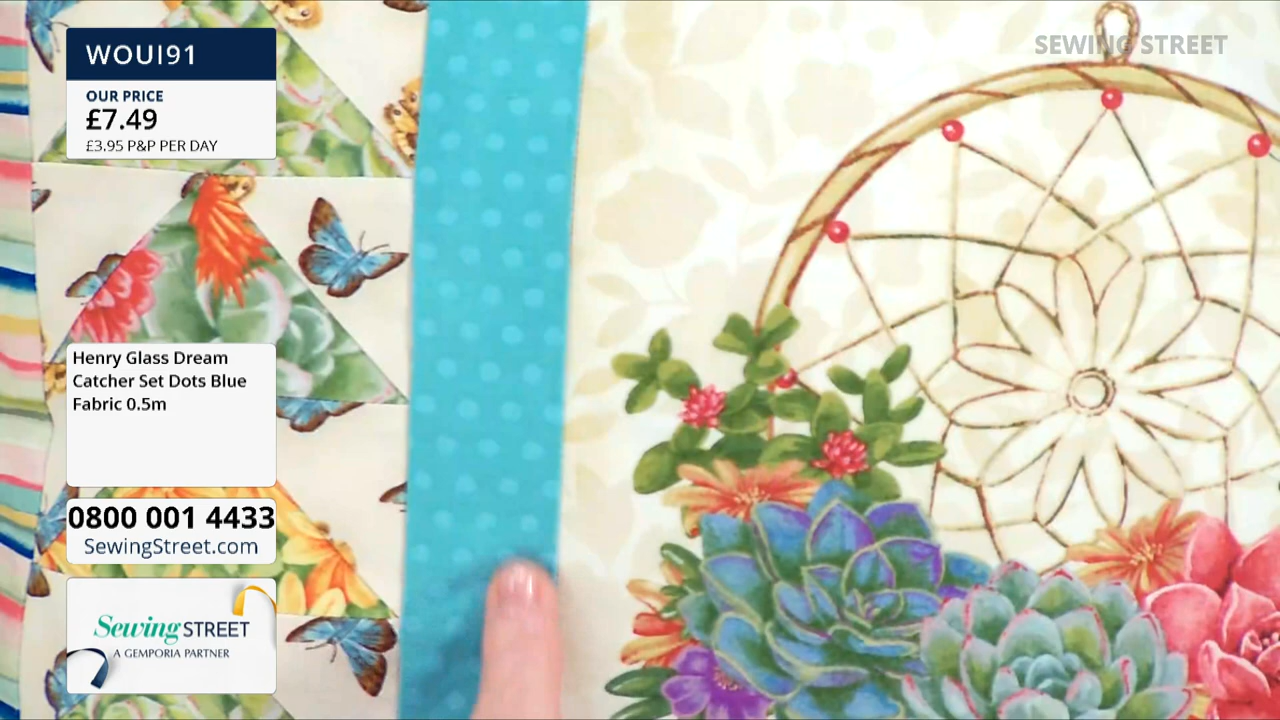 WOUI91
OUR PRICE
£7.49
£3.95 P&P PER DAY
SEWING STREET
Henry Glass Dream
Catcher Set Dots Blue
Fabric 0.5m
0800 001 4433
SewingStreet.com
Sewing STREET
A GEMPORIA PARTNER